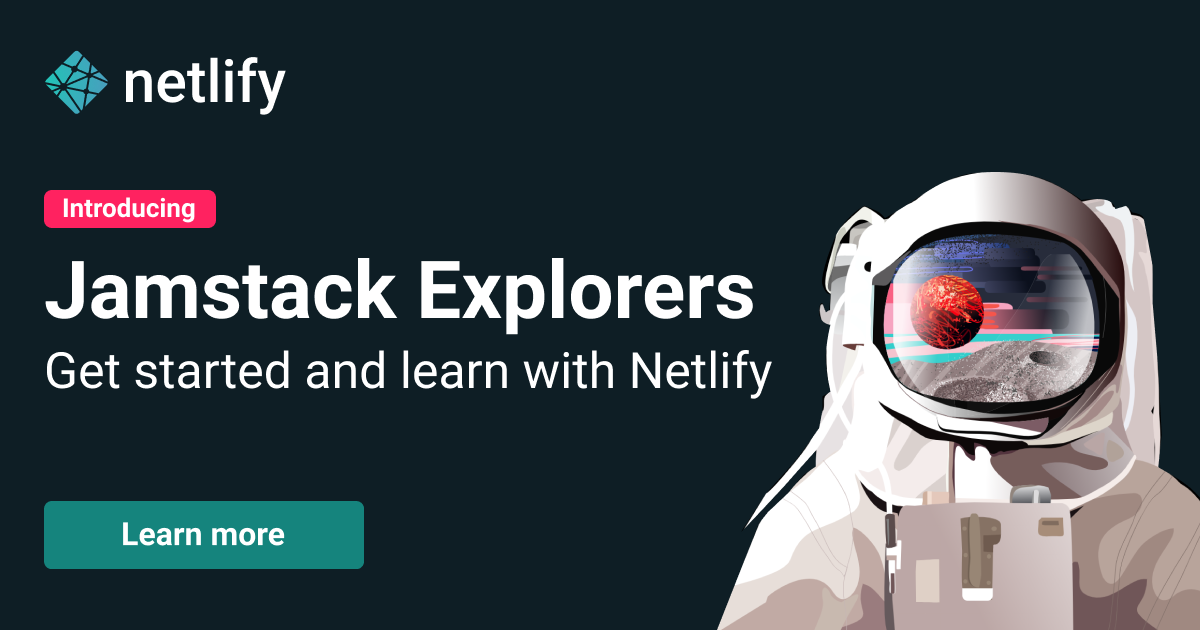 netlify
Introducing
Jamstack Explorers
Get started and learn with Netlify
Learn more